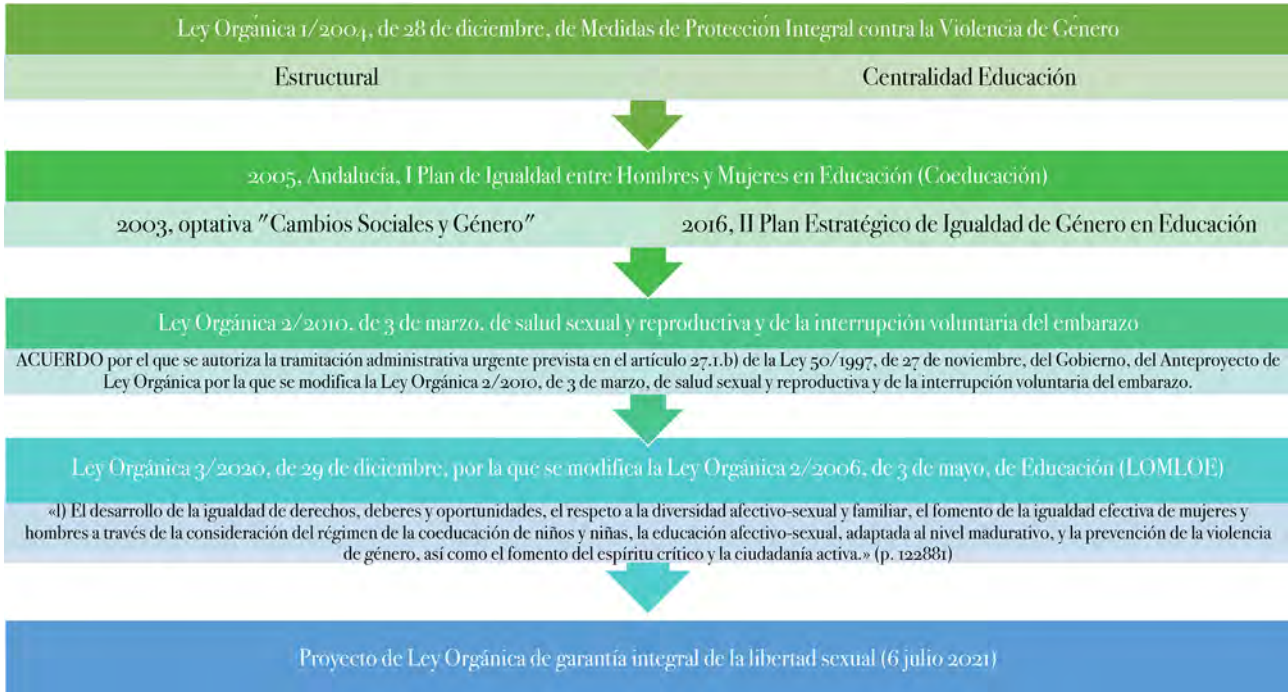 Ley Orgánica 1/2004, de 28 de diciembre, de Medidas de Protección Integral contra la Violencia de Género
Estructural
Centralidad Educación
2005, Andalucía, I Plan de Igualdad entre Hombres y Mujeres en Educación (Coeducación)
2003, optativa "Cambios Sociales y Género"
2016, II Plan Estratégico de Igualdad de Género en Educación
Ley Orgánica 2/2010, de 3 de marzo, de salud sexual y reproductiva y de la interrupción voluntaria del embarazo
ACUERDO por el que se autoriza la tramitación administrativa urgente prevista en el artículo 27.1.b) de la Ley 50/1997, de 27 de noviembre, del Gobierno, del Anteproyecto de
Ley Orgánica por la que se modifica la Ley Orgánica 2/2010, de 3 de marzo, de salud sexual y reproductiva y de la interrupción voluntaria del embarazo.
Ley Orgánica 3/2020, de 29 de diciembre, por la que se modifica la Ley Orgánica 2/2006, de 3 de mayo, de Educación (LOMLOE)
«l) El desarrollo de la igualdad de derechos, deberes y oportunidades, el respeto a la diversidad afectivo-sexual y familiar, el fomento de la igualdad efectiva de mujeres y
hombres a través de la consideración del régimen de la coeducación de niños y niñas, la educación afectivo-sexual, adaptada al nivel madurativo, y la prevención de la violencia
de género, así como el fomento del espíritu crítico y la ciudadanía activa.» (p. 122881)
Proyecto de Ley Orgánica de garantía integral de la libertad sexual (6 julio 2021)